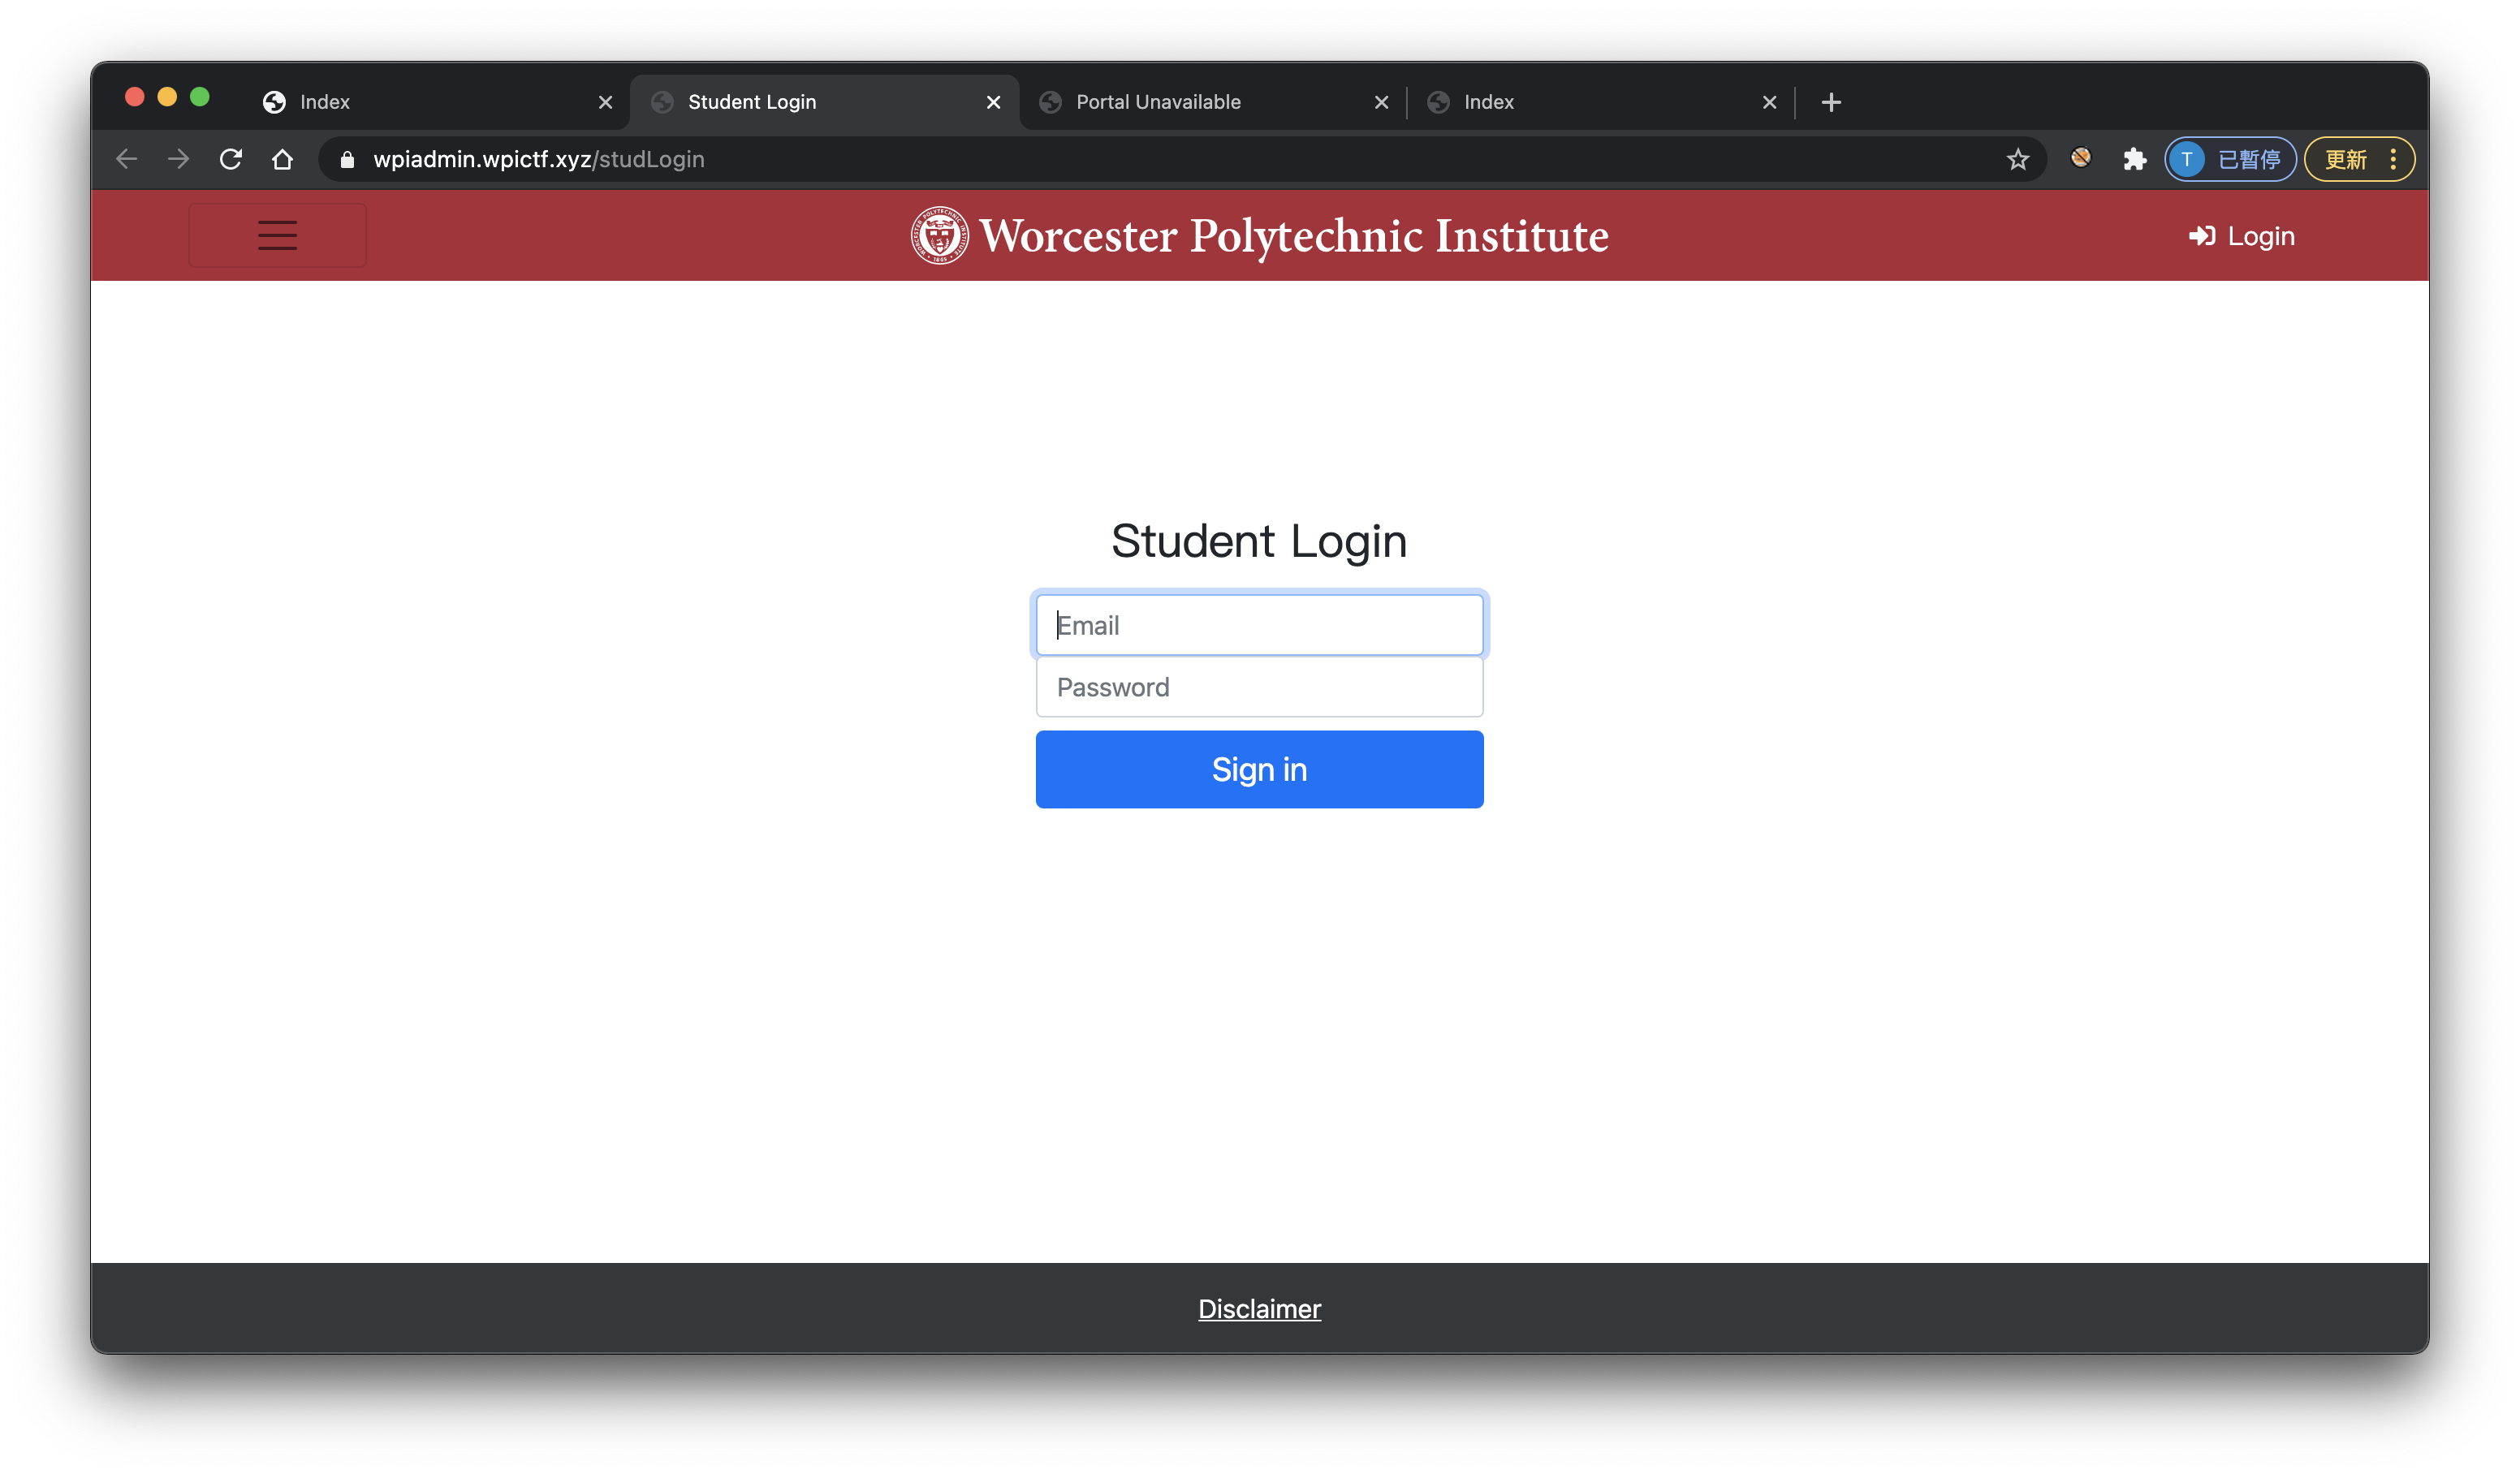 Index
Student Login
Portal Unavailable
Index
wpiadmin.wpictf.xyz/studLogin
T 已暫停
更新
Worcester Polytechnic Institute
Login
Student Login
Email
Password
Sign in
Disclaimer